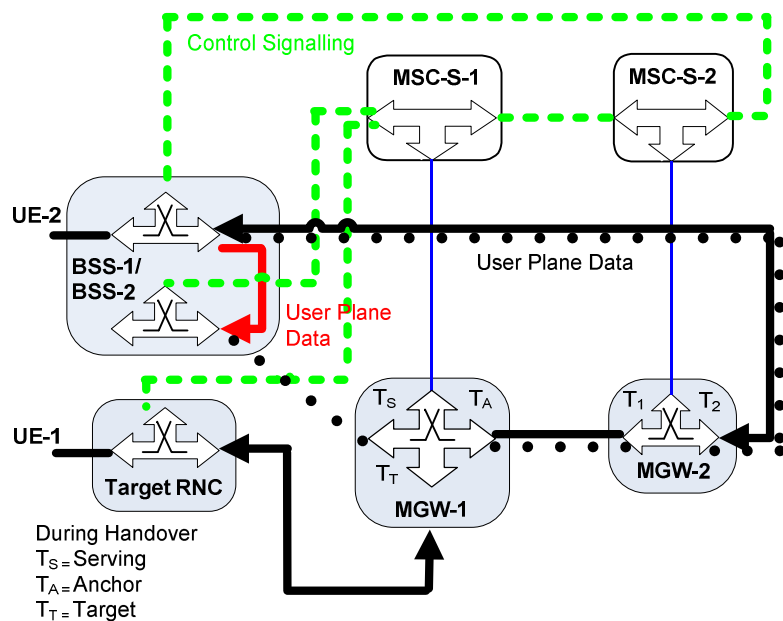 Control Signalling
MSC-S-1
MSC-S-2
UE-2
BSS-1/
BSS-2
User Plane Data
User Plane
Data
TS
TA
TT
MGW-1
T1
T2
MGW-2
UE-1
Target RNC
During Handover
TS = Serving
TA = Anchor
TT = Target